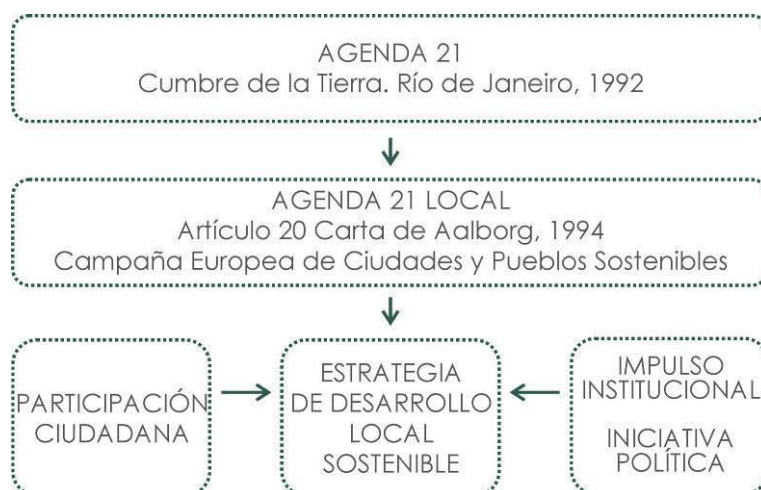 AGENDA 21
Cumbre de la Tierra. Río de Janeiro, 1992
AGENDA 21 LOCAL
Artículo 20 Carta de Aalborg, 1994
Campaña Europea de Ciudades y Pueblos Sostenibles
PARTICIPACIÓN
CIUDADANA
ESTRATEGIA
DE DESARROLLO
LOCAL
SOSTENIBLE
IMPULSO
INSTITUCIONAL
INICIATIVA
POLÍTICA